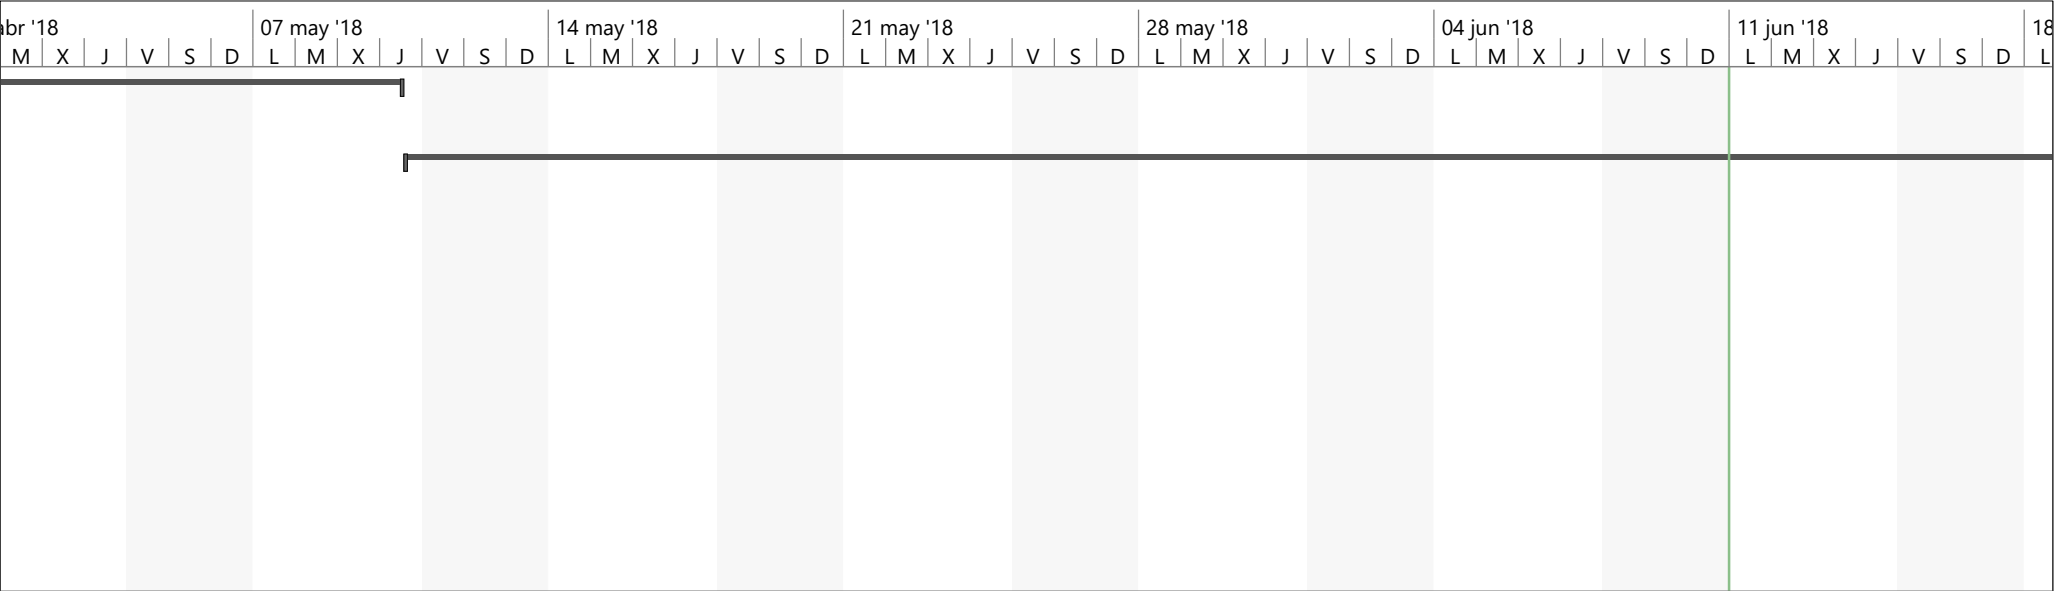 abr '18 07 may '18 14 may '18 21 may '18 28 may '18 04 jun '18 11 jun '18 18
M X J V S D L M X J V S D L M X J V S D L M X J V S D L M X J V S D L M X J V S D L M X J V S D L